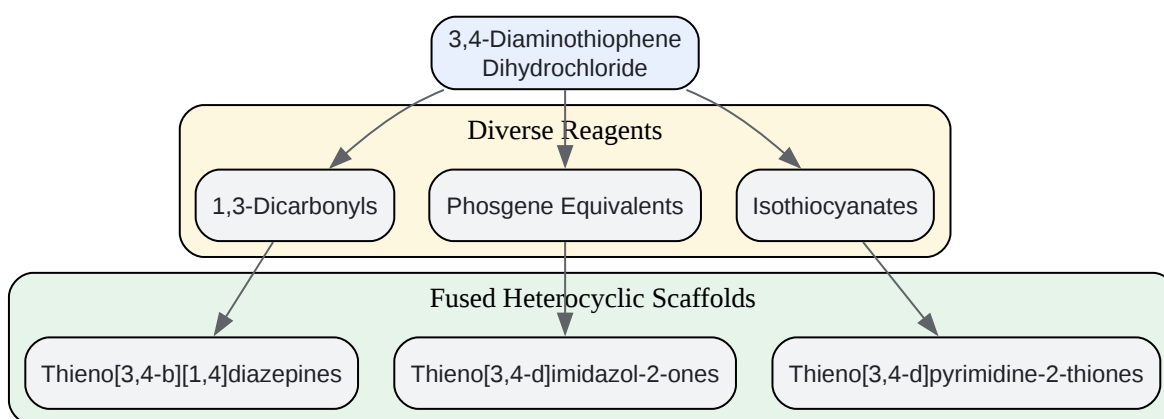 3,4-Diaminothiophene
Dihydrochloride
Diverse Reagents
1,3-Dicarbonyls
Phosgene Equivalents
Isothiocyanates
Fused Heterocyclic Scaffolds
Thieno[3,4-b][1,4]diazepines
Thieno[3,4-d]imidazol-2-ones
Thieno[3,4-d]pyrimidine-2-thiones